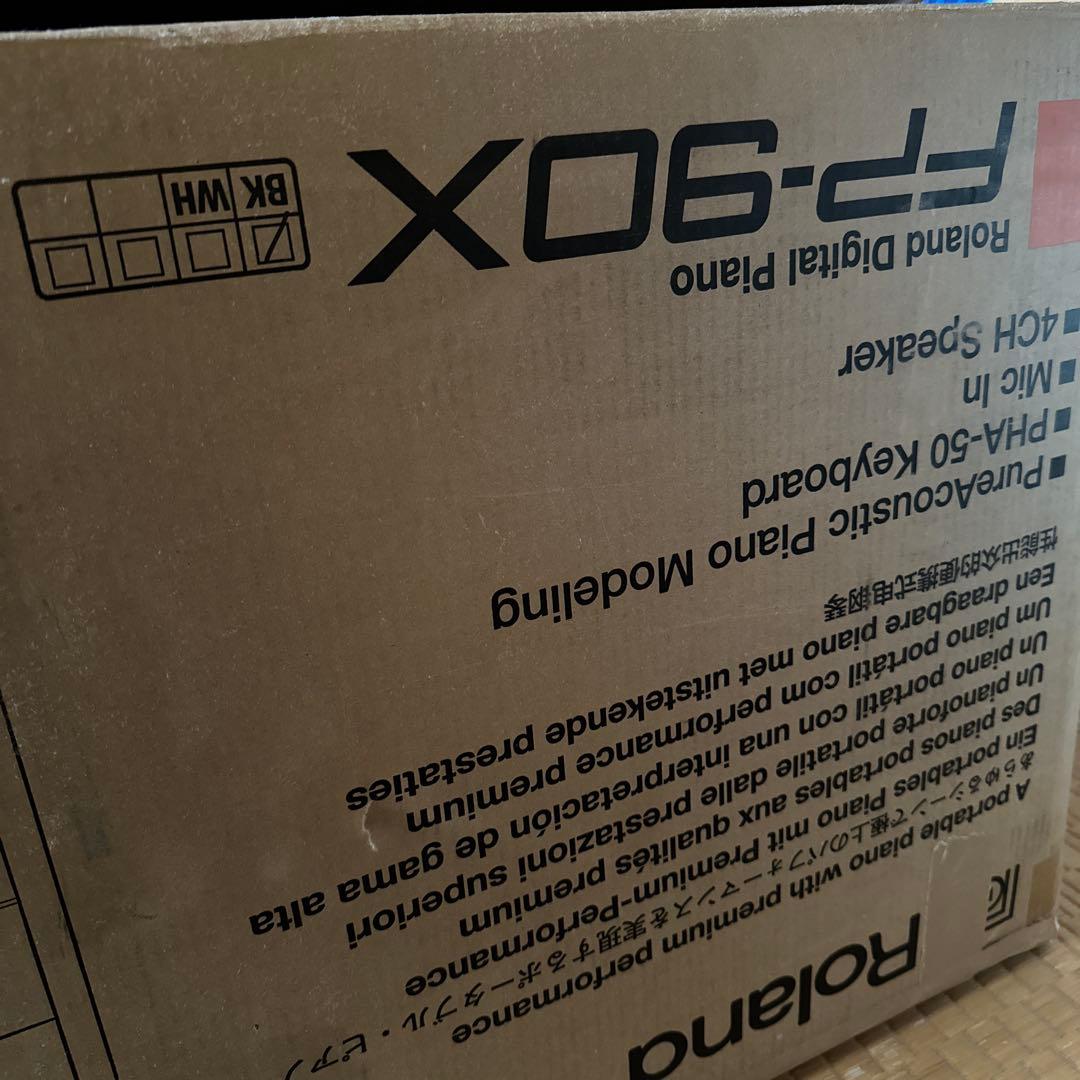 Roland
A portable piano with premium performance
あらゆるシーンで極上のパフォーマンスを実現するポータブル・ピアノ
Ein portables Piano mit Premium-Performance
Des pianos portables aux qualités premium
Un pianoforte portatile dalle prestazioni superiori
Un piano portátil con una interpretación de gama alta
Um piano portátil com performance premium
Een draagbare piano met uitstekende prestaties
性能出众的便携式电钢琴
■PureAcoustic Piano Modeling
■PHA-50 Keyboard
■Mic In
■4CH Speaker
Roland Digital Piano
FP-90X
BK WH